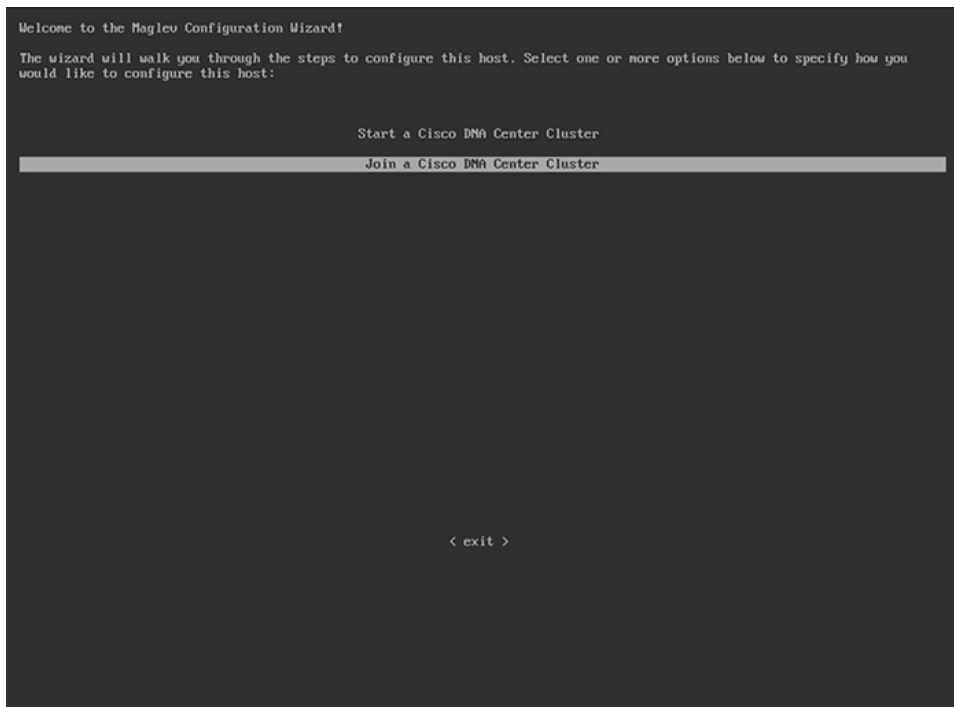 Welcome to the Maglev Configuration Wizard!
The wizard will walk you through the steps to configure this host. Select one or more options below to specify how you
would like to configure this host:
Start a Cisco DNA Center Cluster
Join a Cisco DNA Center Cluster
< exit >